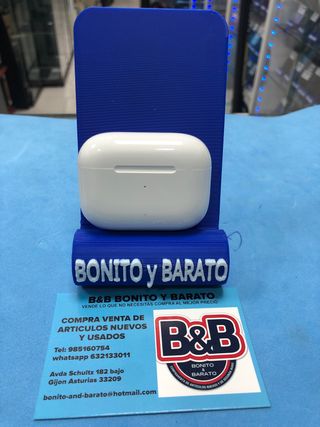 BONITO y BARATO
B&B BONITO Y BARATO
VENDE LO QUE NO NECESITAS COMPRA AL MEJOR PRECIO
COMPRA VENTA DE
ARTICULOS NUEVOS
Y USADOS
Tel: 985160754
whatsapp 632133011
Avda Schultz 182 bajo
Gijon Asturias 33209
bonito-and-barato@hotmail.com
B&B
BONITO
&
BARATO